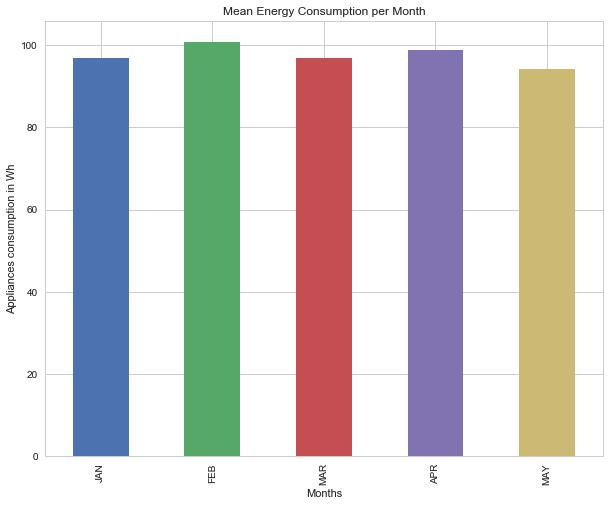 Mean Energy Consumption per Month
Appliances consumption in Wh
100
80
60
40
20
0
JAN
FEB
MAR
APR
MAY
Months